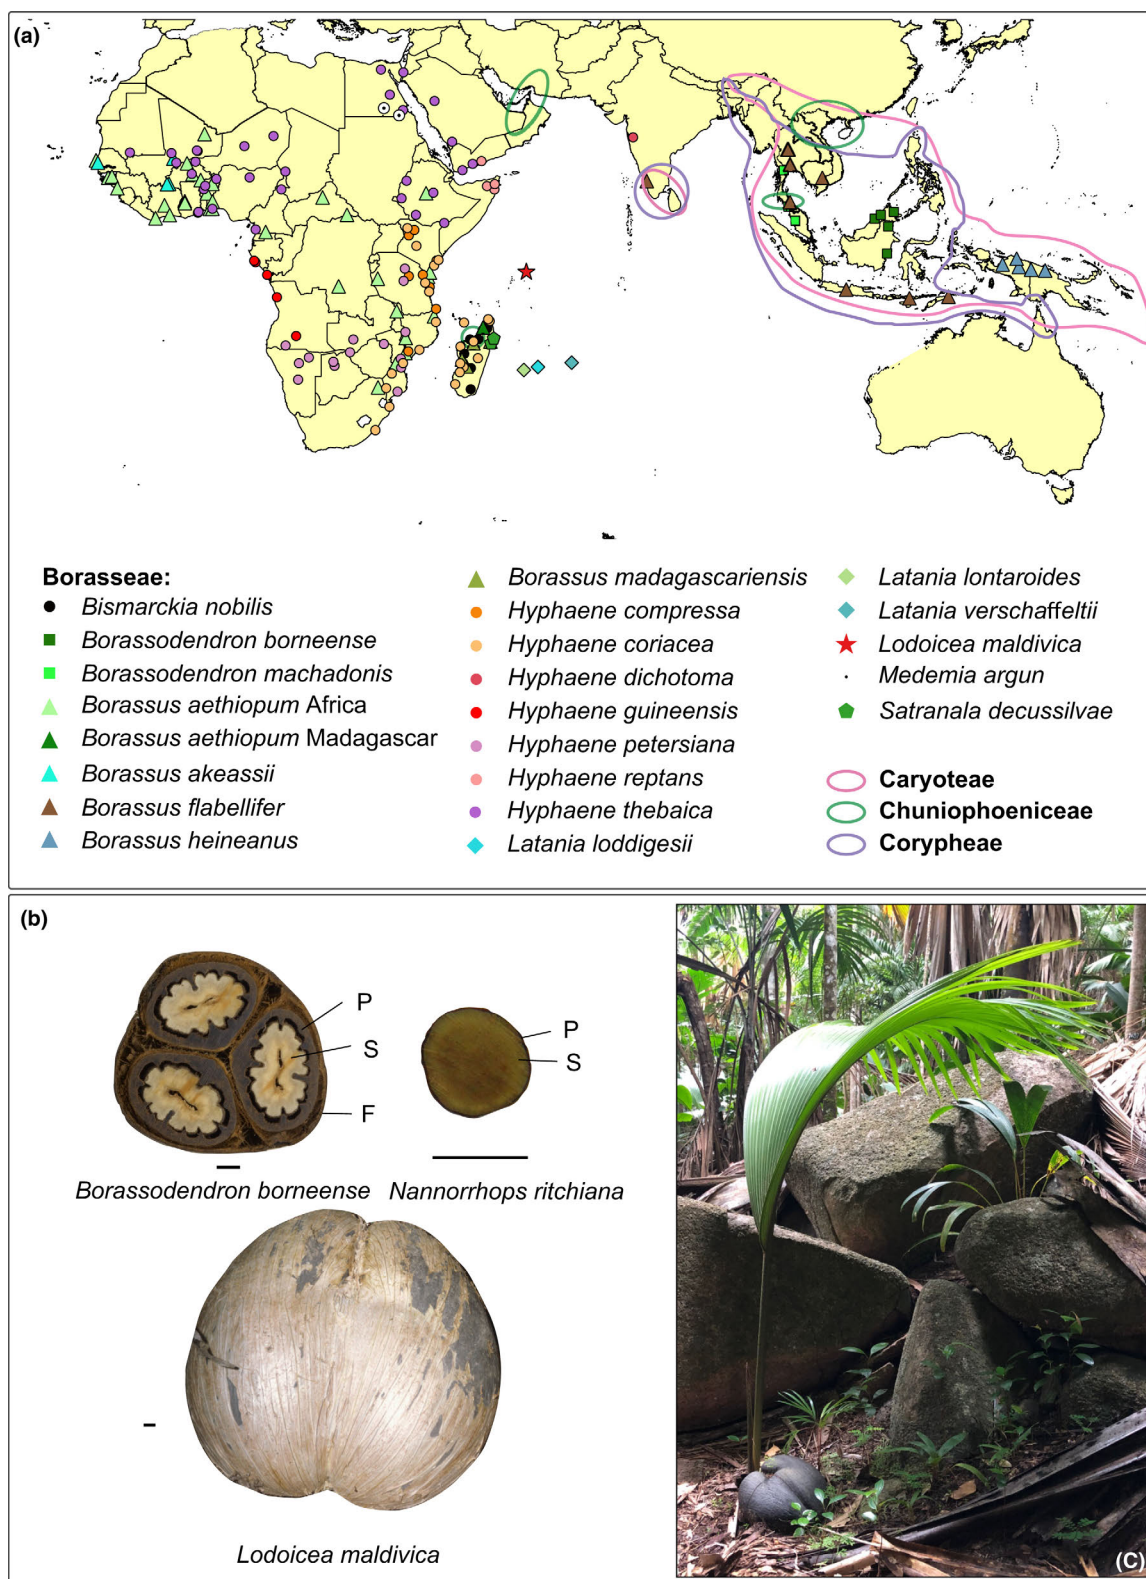 (a)
Borasseae:
Bismarckia nobilis
Borassodendron borneense
Borassodendron machadonis
Borassus aethiopum Africa
Borassus aethiopum Madagascar
Borassus akeassii
Borassus flabellifer
Borassus heineanus
Borassus madagascariensis
Hyphaene compressa
Hyphaene coriacea
Hyphaene dichotoma
Hyphaene guineensis
Hyphaene petersiana
Hyphaene reptans
Hyphaene thebaica
Latania loddigesii
Latania lontaroides
Latania verschaffeltii
Lodoicea maldivica
Medemia argun
Satranala decussilvae
Caryoteae
Chuniophoeniceae
Corypheae
(b)
P
S
F
P
S
Borassodendron borneense
Nannorrhops ritchiana
Lodoicea maldivica
(C)